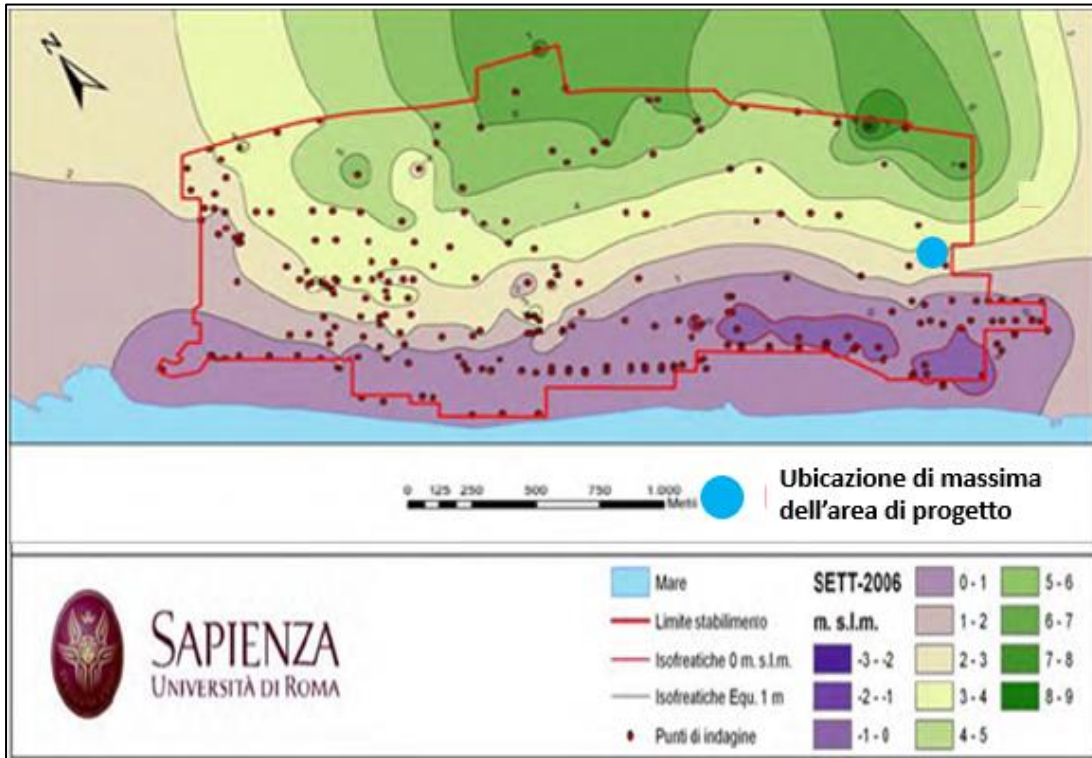 N
0 125 250 500 750 1.000
Metri
Ubicazione di massima
dell'area di progetto
SAPIENZA
UNIVERSITÀ DI ROMA
Mare
Limite stabilimento
Isofreatiche 0 m. s.l.m.
Isofreatiche Equ. 1 m
Punti di indagine
SETT-2006
m. s.l.m.
-3 - -2
-2 - -1
-1 - 0
0 - 1
1 - 2
2 - 3
3 - 4
4 - 5
5 - 6
6 - 7
7 - 8
8 - 9